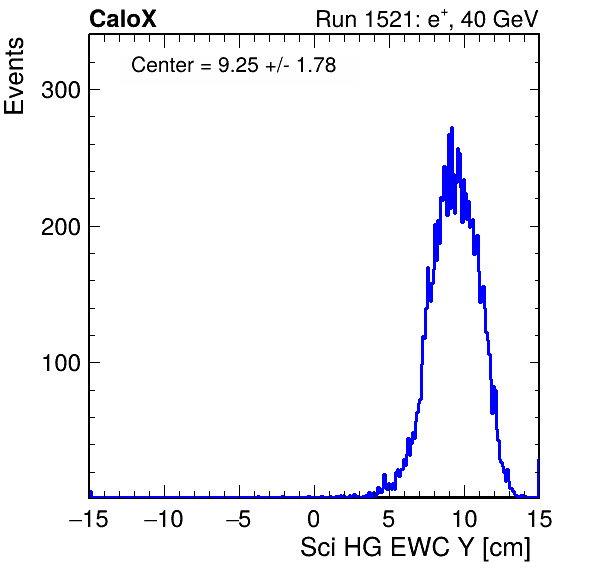 CaloX
Run 1521: e+, 40 GeV
Events
Center = 9.25 +/- 1.78
300
200
100
−15 −10 −5 0 5 10 15
Sci HG EWC Y [cm]